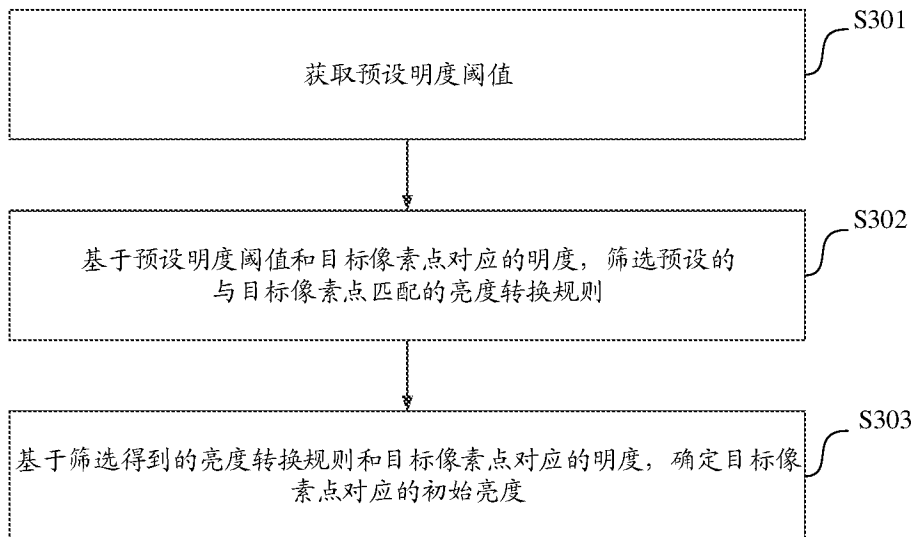 S301
获取预设明度阈值
S302
基于预设明度阈值和目标像素点对应的明度，筛选预设的
与目标像素点匹配的亮度转换规则
S303
基于筛选得到的亮度转换规则和目标像素点对应的明度，确定目标像
素点对应的初始亮度